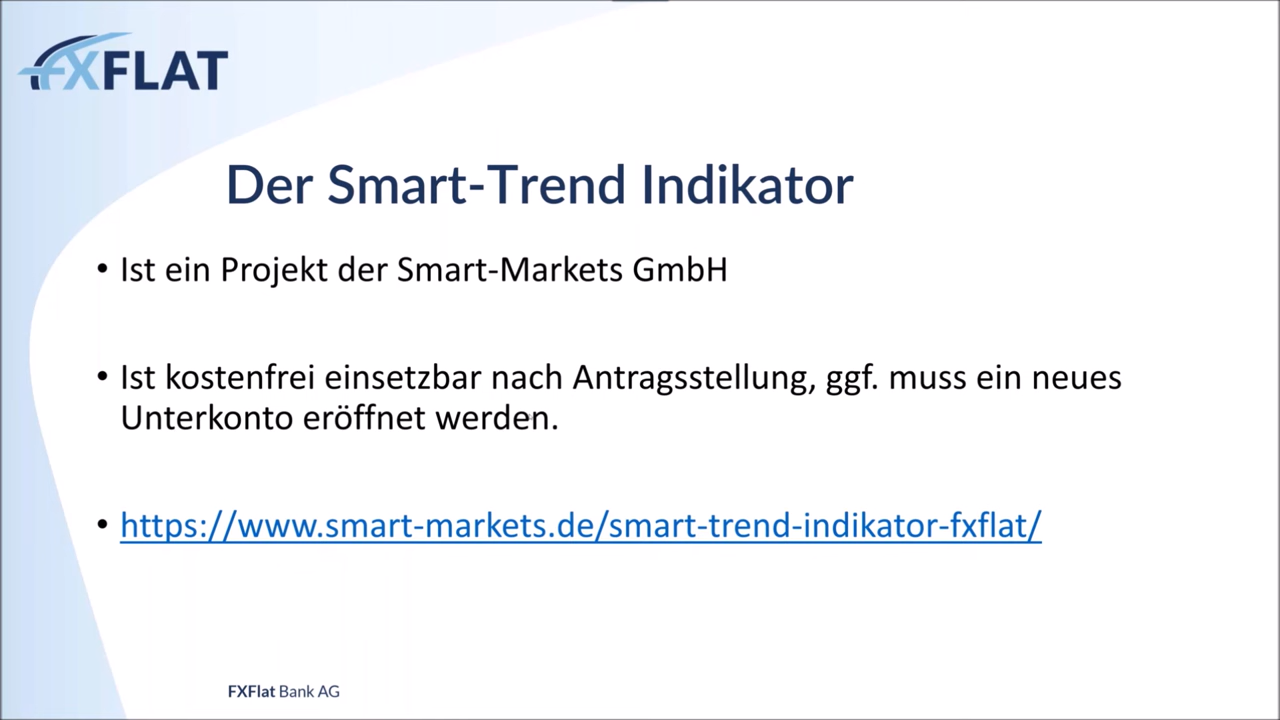 FXFLAT
Der Smart-Trend Indikator
• Ist ein Projekt der Smart-Markets GmbH
• Ist kostenfrei einsetzbar nach Antragsstellung, ggf. muss ein neues
Unterkonto eröffnet werden.
• https://www.smart-markets.de/smart-trend-indikator-fxflat/
FXFlat Bank AG